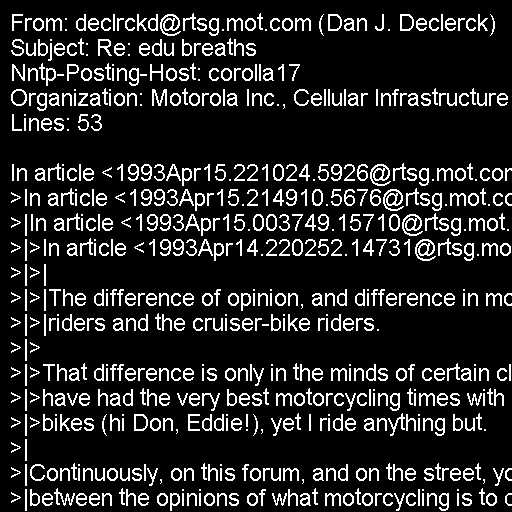 From: declrckd@rtsg.mot.com (Dan J. Declerck)
Subject: Re: edu breaths
Nntp-Posting-Host: corolla17
Organization: Motorola Inc., Cellular Infrastructure
Lines: 53

In article <1993Apr15.221024.5926@rtsg.mot.com
>In article <1993Apr15.214910.5676@rtsg.mot.co
>|In article <1993Apr15.003749.15710@rtsg.mot.
>|>In article <1993Apr14.220252.14731@rtsg.mo
>|>|
>|>|The difference of opinion, and difference in mo
>|>|riders and the cruiser-bike riders.
>|>
>|>That difference is only in the minds of certain cl
>|>have had the very best motorcycling times with
>|>bikes (hi Don, Eddie!), yet I ride anything but.
>|
>|Continuously, on this forum, and on the street, yo
>|between the opinions of what motorcycling is to